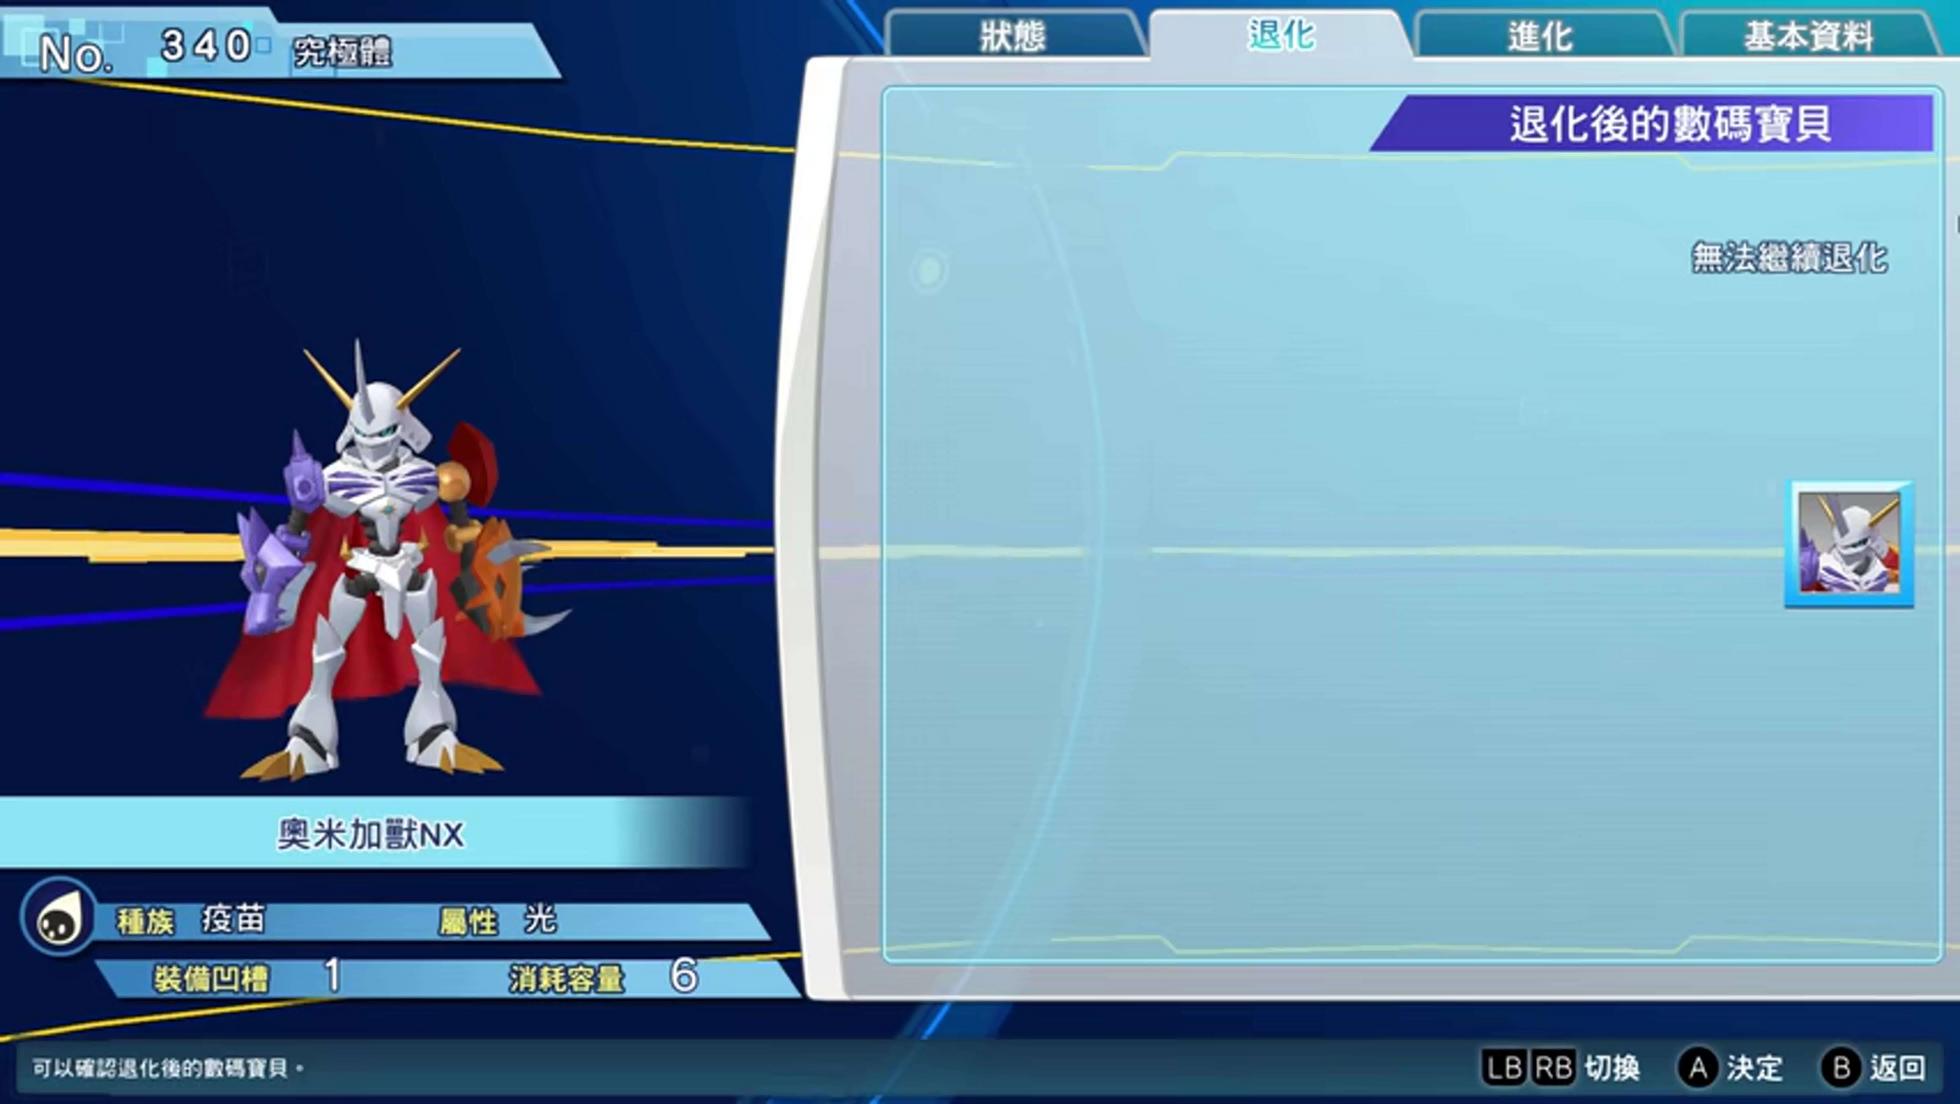 No. 340 究極體
狀態 退化 進化 基本資料
退化後的數碼寶貝
無法繼續退化
奧米加獸NX
種族 疫苗 屬性 光
裝備凹槽 1 消耗容量 6
可以確認退化後的數碼寶貝。
LB RB 切換 A 決定 B 返回